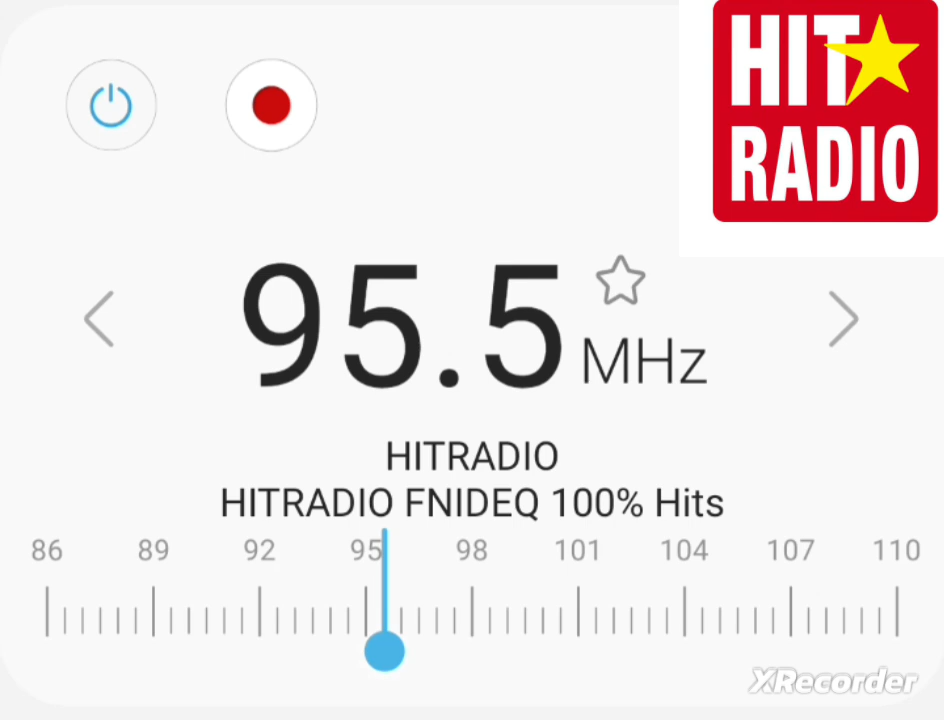 HIT
RADIO
95.5
MHz
HITRADIO
HITRADIO FNIDEQ 100% Hits
86 89 92 95 98 101 104 107 110
XRecorder